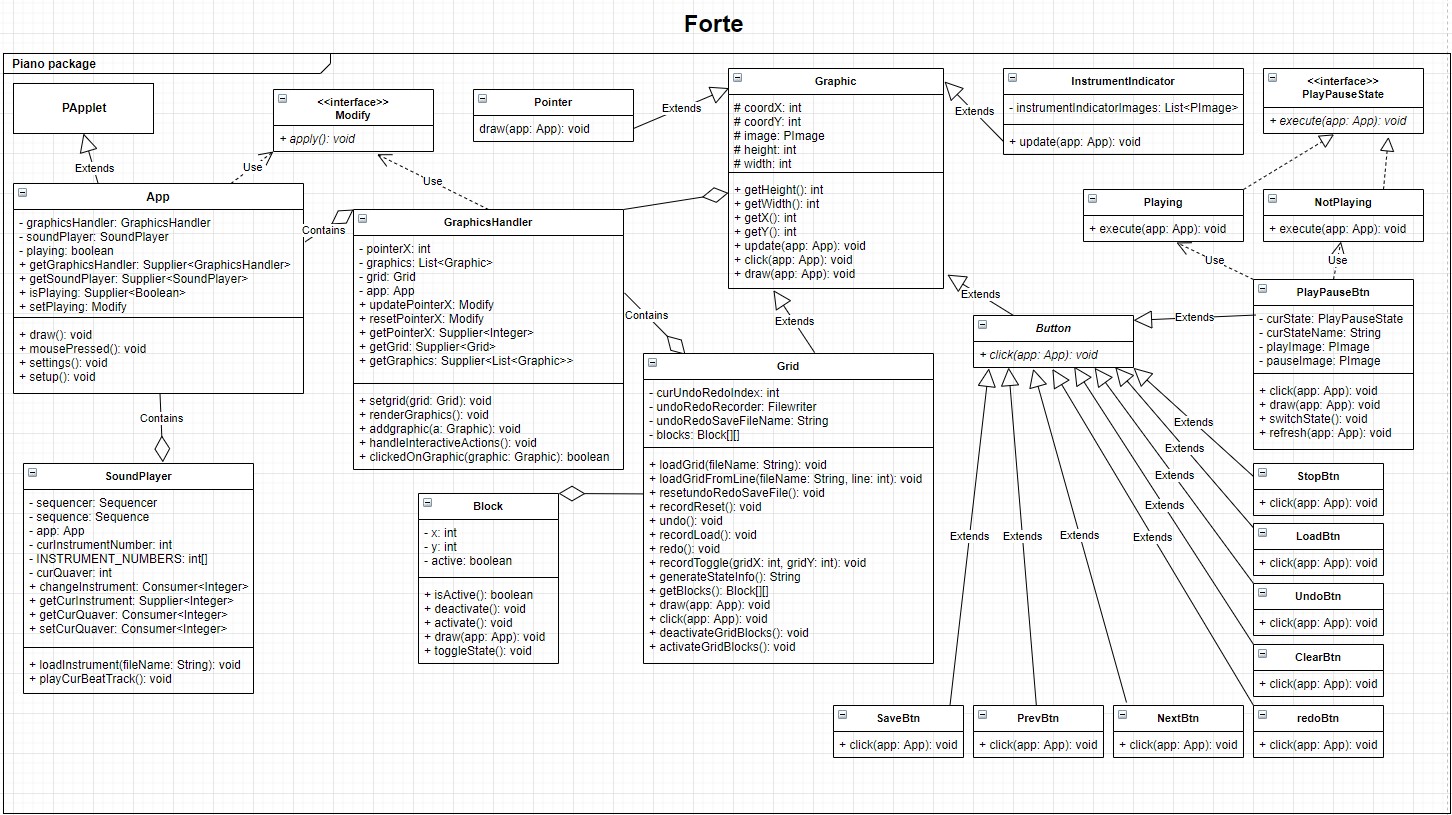 Forte
Piano package
PApplet
Extends
<<interface>>
Modify
+ apply(): void
Use
Use
Pointer
draw(app: App): void
Extends
Graphic
# coordX: int
# coordY: int
# image: PImage
# height: int
# width: int
+ getHeight(): int
+ getWidth(): int
+ getX(): int
+ getY(): int
+ update(app: App): void
+ click(app: App): void
+ draw(app: App): void
Extends
InstrumentIndicator
- instrumentIndicatorImages: List<PImage>
+ update(app: App): void
<<interface>>
PlayPauseState
+ execute(app: App): void
Playing
+ execute(app: App): void
NotPlaying
+ execute(app: App): void
Use
Use
App
- graphicsHandler: GraphicsHandler
- soundPlayer: SoundPlayer
- playing: boolean
+ getGraphicsHandler: Supplier<GraphicsHandler>
+ getSoundPlayer: Supplier<SoundPlayer>
+ isPlaying: Supplier<Boolean>
+ setPlaying: Modify
+ draw(): void
+ mousePressed(): void
+ settings(): void
+ setup(): void
Contains
GraphicsHandler
- pointerX: int
- graphics: List<Graphic>
- grid: Grid
- app: App
+ updatePointerX: Modify
+ resetPointerX: Modify
+ getPointerX: Supplier<Integer>
+ getGrid: Supplier<Grid>
+ getGraphics: Supplier<List<Graphic>>
+ setgrid(grid: Grid): void
+ renderGraphics(): void
+ addgraphic(a: Graphic): void
+ handleInteractiveActions(): void
+ clickedOnGraphic(graphic: Graphic): boolean
Contains
Extends
Extends
Button
+ click(app: App): void
Extends
PlayPauseBtn
- curState: PlayPauseState
- curStateName: String
- playImage: PImage
- pauseImage: PImage
+ click(app: App): void
+ draw(app: App): void
+ switchState(): void
+ refresh(app: App): void
Grid
- curUndoRedoIndex: int
- undoRedoRecorder: Filewriter
- undoRedoSaveFileName: String
- blocks: Block[][]
+ loadGrid(fileName: String): void
+ loadGridFromLine(fileName: String, line: int): void
+ resetundoRedoSaveFile(): void
+ recordReset(): void
+ undo(): void
+ recordLoad(): void
+ redo(): void
+ recordToggle(gridX: int, gridY: int): void
+ generateStateInfo(): String
+ getBlocks(): Block[][]
+ draw(app: App): void
+ click(app: App): void
+ deactivateGridBlocks(): void
+ activateGridBlocks(): void
Contains
SoundPlayer
- sequencer: Sequencer
- sequence: Sequence
- app: App
- curInstrumentNumber: int
- INSTRUMENT_NUMBERS: int[]
- curQuaver: int
+ changeInstrument: Consumer<Integer>
+ getCurInstrument: Supplier<Integer>
+ getCurQuaver: Consumer<Integer>
+ setCurQuaver: Consumer<Integer>
+ loadInstrument(fileName: String): void
+ playCurBeatTrack(): void
Block
- x: int
- y: int
- active: boolean
+ isActive(): boolean
+ deactivate(): void
+ activate(): void
+ draw(app: App): void
+ toggleState(): void
Extends
Extends
Extends
Extends
Extends
Extends
Extends
Extends
StopBtn
+ click(app: App): void
LoadBtn
+ click(app: App): void
UndoBtn
+ click(app: App): void
ClearBtn
+ click(app: App): void
SaveBtn
+ click(app: App): void
PrevBtn
+ click(app: App): void
NextBtn
+ click(app: App): void
redoBtn
+ click(app: App): void